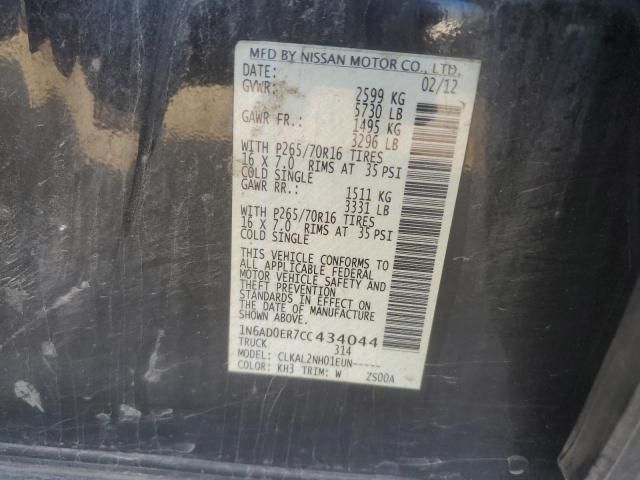 MFD BY NISSAN MOTOR CO., LTD.
DATE: 02/12
GVWR: 2599 KG
5730 LB
GAWR FR.: 1495 KG
3296 LB
WITH P265/70R16 TIRES
16 X 7.0 RIMS AT 35 PSI
COLD SINGLE
GAWR RR.: 1511 KG
3331 LB
WITH P265/70R16 TIRES
16 X 7.0 RIMS AT 35 PSI
COLD SINGLE
THIS VEHICLE CONFORMS TO
ALL APPLICABLE FEDERAL
MOTOR VEHICLE SAFETY AND
THEFT PREVENTION
STANDARDS IN EFFECT ON
THE DATE OF MANUFACTURE
SHOWN ABOVE.
1N6AD0ER7CC434044
TRUCK 314
MODEL: CLKAL2NH01EUN-----
COLOR: KH3 TRIM: W 2S00A